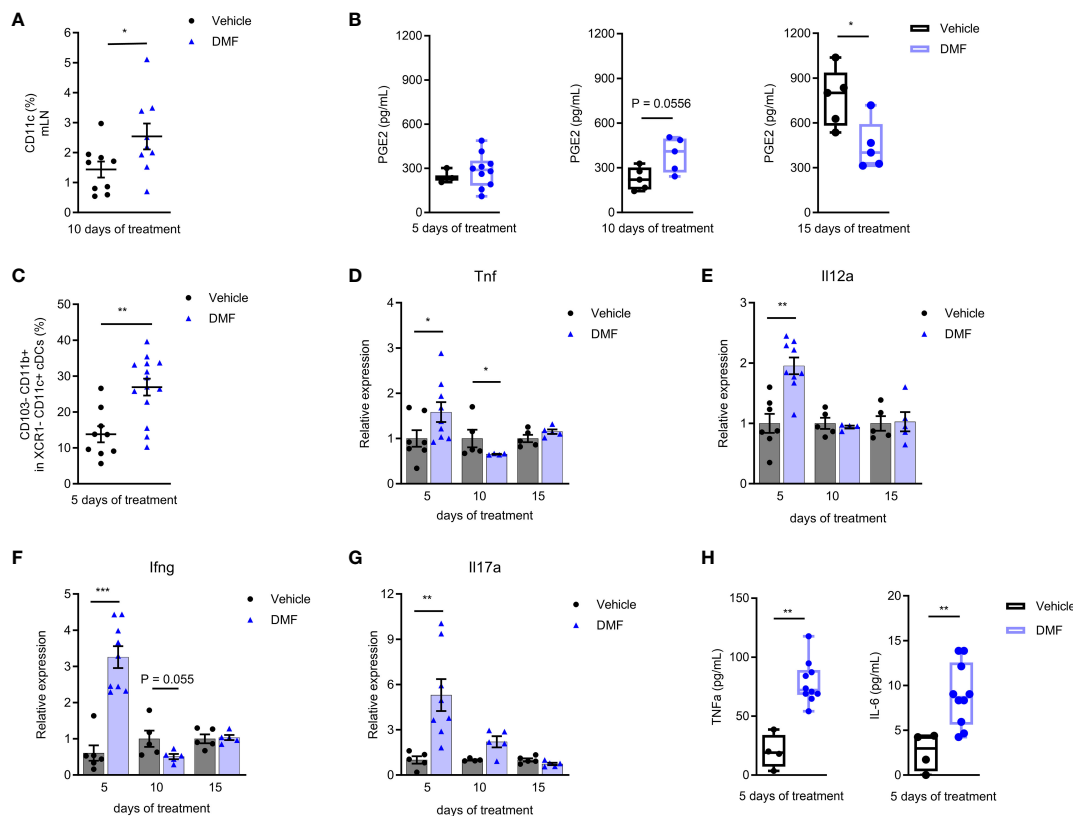 A
Vehicle
DMF
*
CD11c (%)
mLN
6
5
4
3
2
1
0
10 days of treatment
B
Vehicle
DMF
PGE2 (pg/mL)
1200
900
600
300
0
5 days of treatment
PGE2 (pg/mL)
1200
900
600
300
0
P = 0.0556
10 days of treatment
PGE2 (pg/mL)
1200
900
600
300
0
*
15 days of treatment
C
Vehicle
DMF
**
CD103- CD11b+
in XCR1- CD11c+ cDCs (%)
50
40
30
20
10
0
5 days of treatment
D
Tnf
Vehicle
DMF
Relative expression
4
3
2
1
0
*
*
5 10 15
days of treatment
E
Il12a
Vehicle
DMF
Relative expression
3
2
1
0
**
5 10 15
days of treatment
F
Ifng
Vehicle
DMF
Relative expression
5
4
3
2
1
0
***
P = 0.055
5 10 15
days of treatment
G
Il17a
Vehicle
DMF
Relative expression
12
9
6
3
0
**
5 10 15
days of treatment
H
Vehicle
DMF
TNFa (pg/mL)
150
100
50
0
**
5 days of treatment
IL-6 (pg/mL)
20
15
10
5
0
**
5 days of treatment